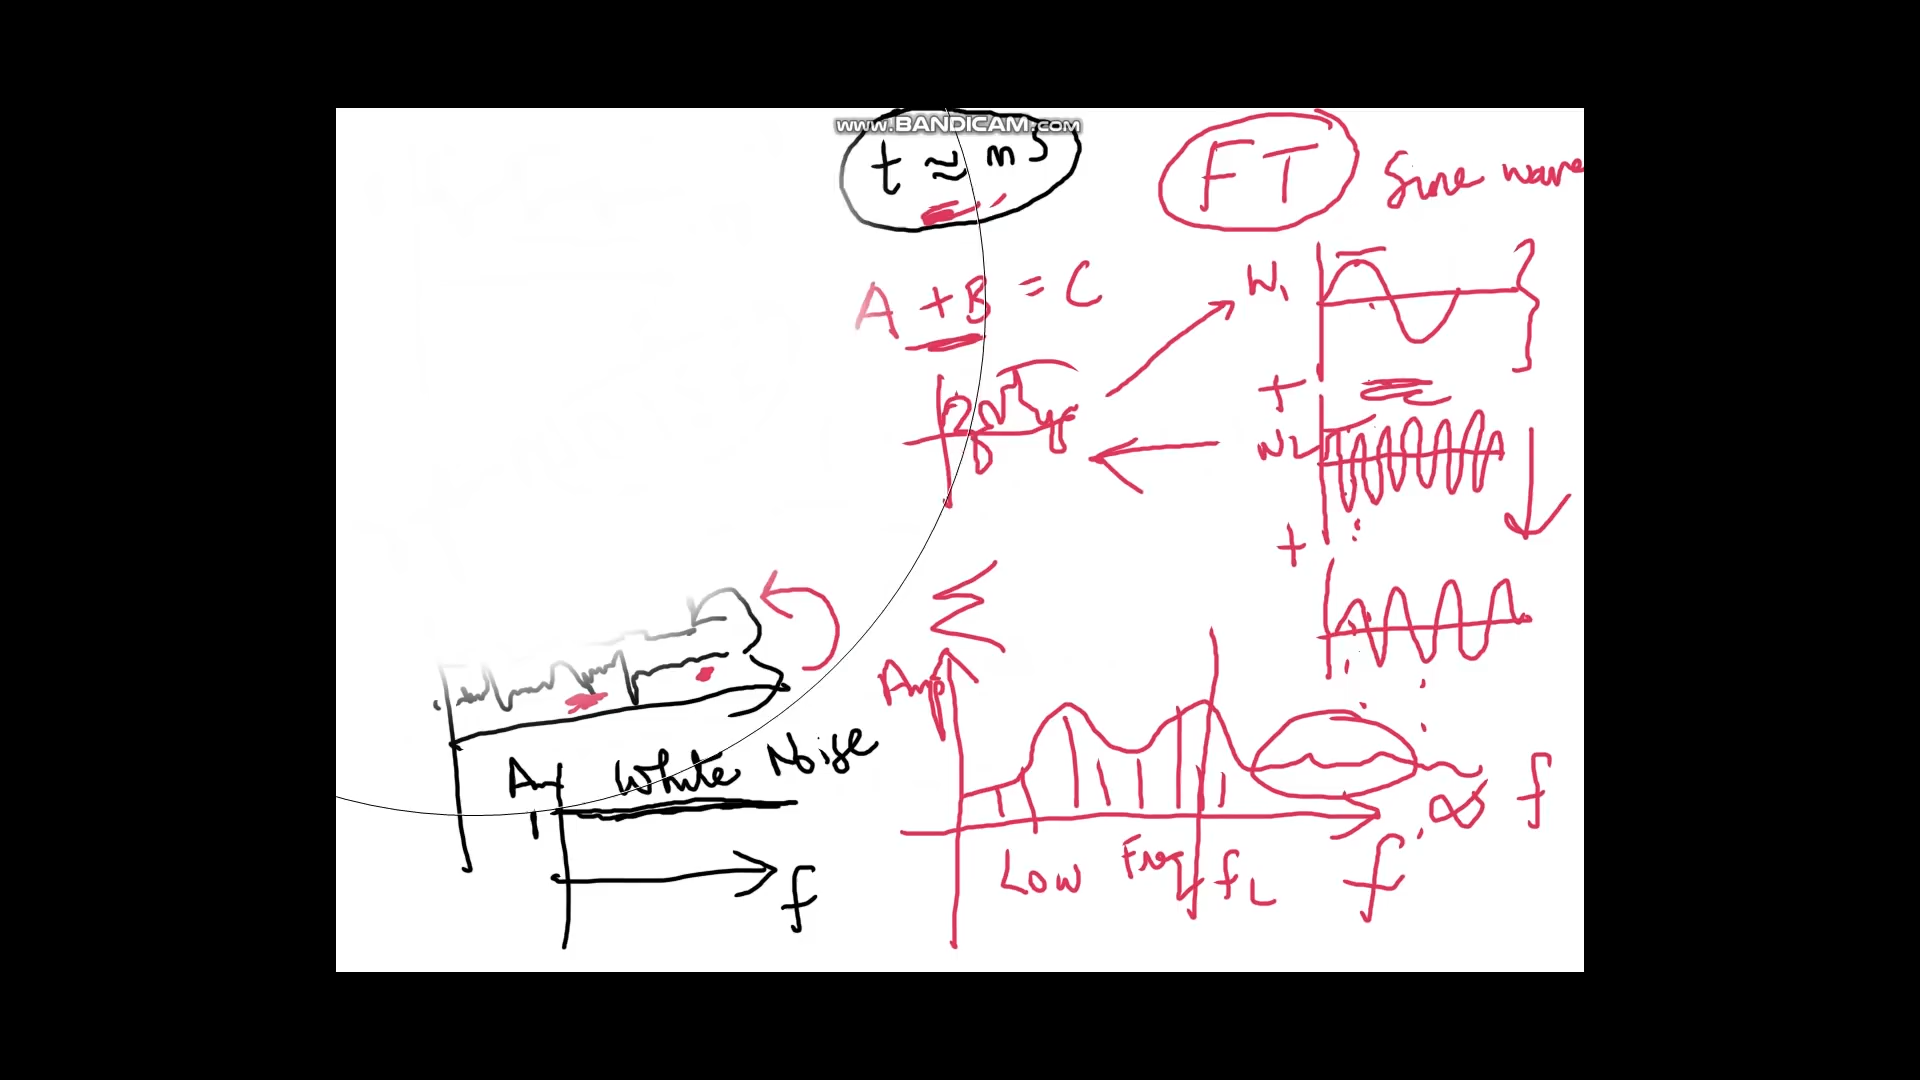 www.BANDICAM.com
t ≈ ms
FT
Sine wave
A + B = C
W1
+
W2
+
Σ
Amp
White Noise
Amp
f
Low Freq
fL
f
∝ f